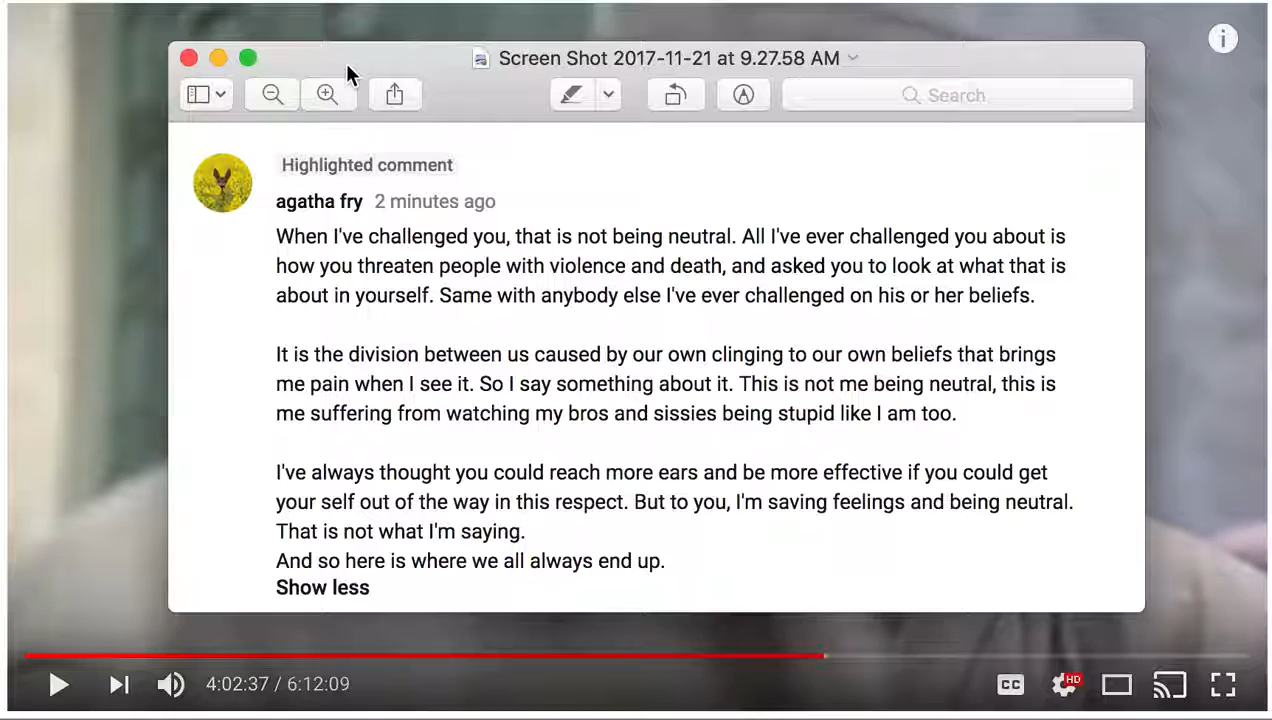 Screen Shot 2017-11-21 at 9.27.58 AM
Search
Highlighted comment
agatha fry 2 minutes ago
When I've challenged you, that is not being neutral. All I've ever challenged you about is
how you threaten people with violence and death, and asked you to look at what that is
about in yourself. Same with anybody else I've ever challenged on his or her beliefs.
It is the division between us caused by our own clinging to our own beliefs that brings
me pain when I see it. So I say something about it. This is not me being neutral, this is
me suffering from watching my bros and sissies being stupid like I am too.
I've always thought you could reach more ears and be more effective if you could get
your self out of the way in this respect. But to you, I'm saving feelings and being neutral.
That is not what I'm saying.
And so here is where we all always end up.
Show less
4:02:37 / 6:12:09
CC
HD